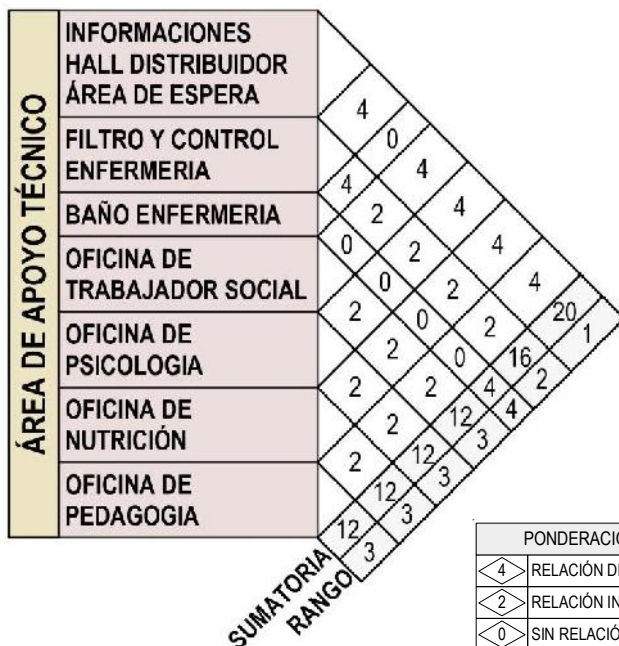 ÁREA DE APOYO TÉCNICO
INFORMACIONES
HALL DISTRIBUIDOR
ÁREA DE ESPERA
FILTRO Y CONTROL
ENFERMERIA
BAÑO ENFERMERIA
OFICINA DE
TRABAJADOR SOCIAL
OFICINA DE
PSICOLOGIA
OFICINA DE
NUTRICIÓN
OFICINA DE
PEDAGOGIA
4 0 4 4 4 4 20 1
4 2 2 2 2 16 2
0 0 0 0 4 4
2 2 2 12 3
2 2 12 3
2 12 3
12 3
SUMATORIA
RANGO
4 RELACIÓN
2 RELACIÓN
0 SIN